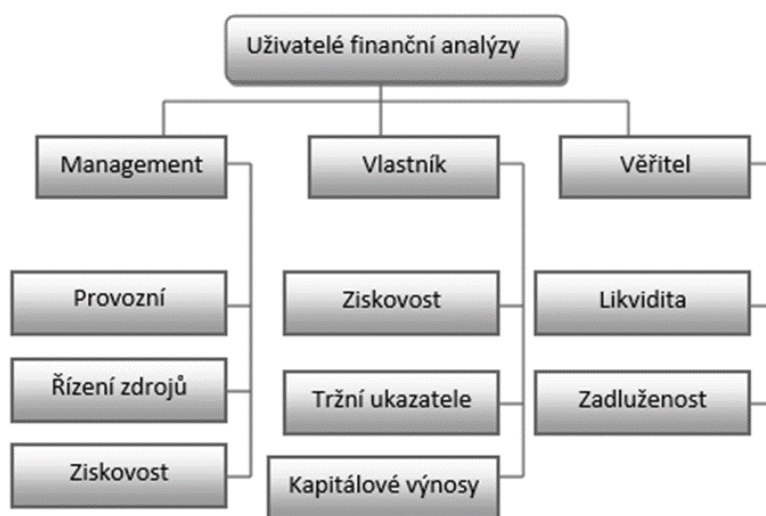 Uživatelé finanční analýzy
Management
Vlastník
Věřitel
Provozní
Ziskovost
Likvidita
Řízení zdrojů
Tržní ukazatele
Zadluženost
Ziskovost
Kapitálové výnosy